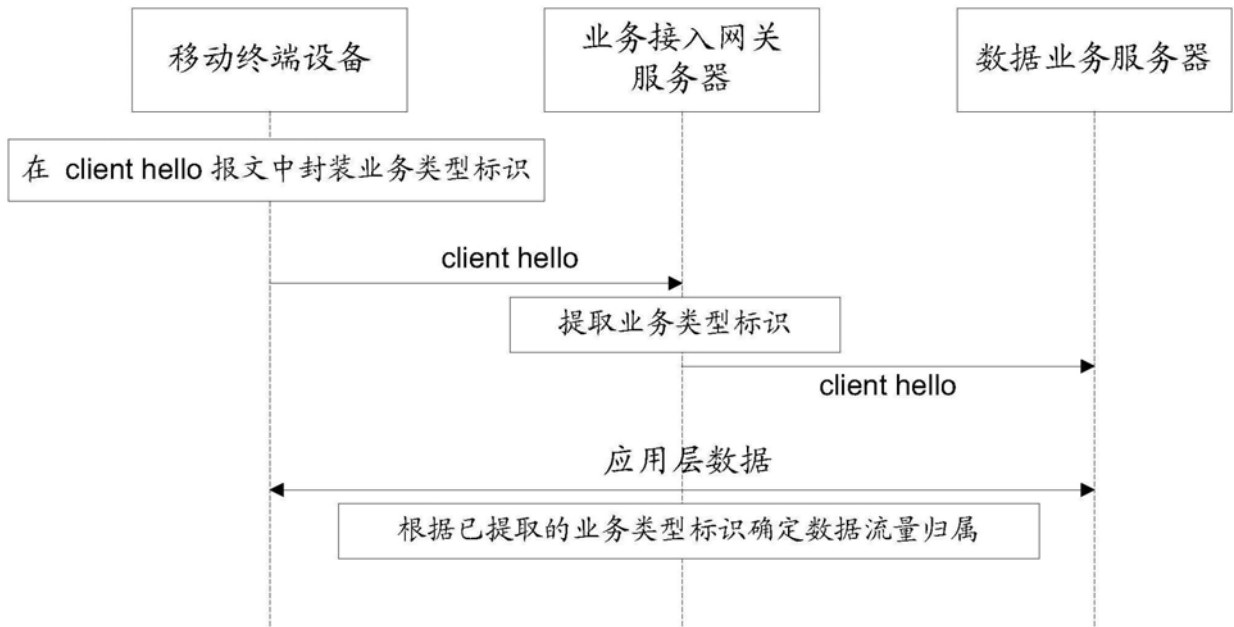 移动终端设备
业务接入网关
服务器
数据业务服务器
在 client hello 报文中封装业务类型标识
client hello
提取业务类型标识
client hello
应用层数据
根据已提取的业务类型标识确定数据流量归属